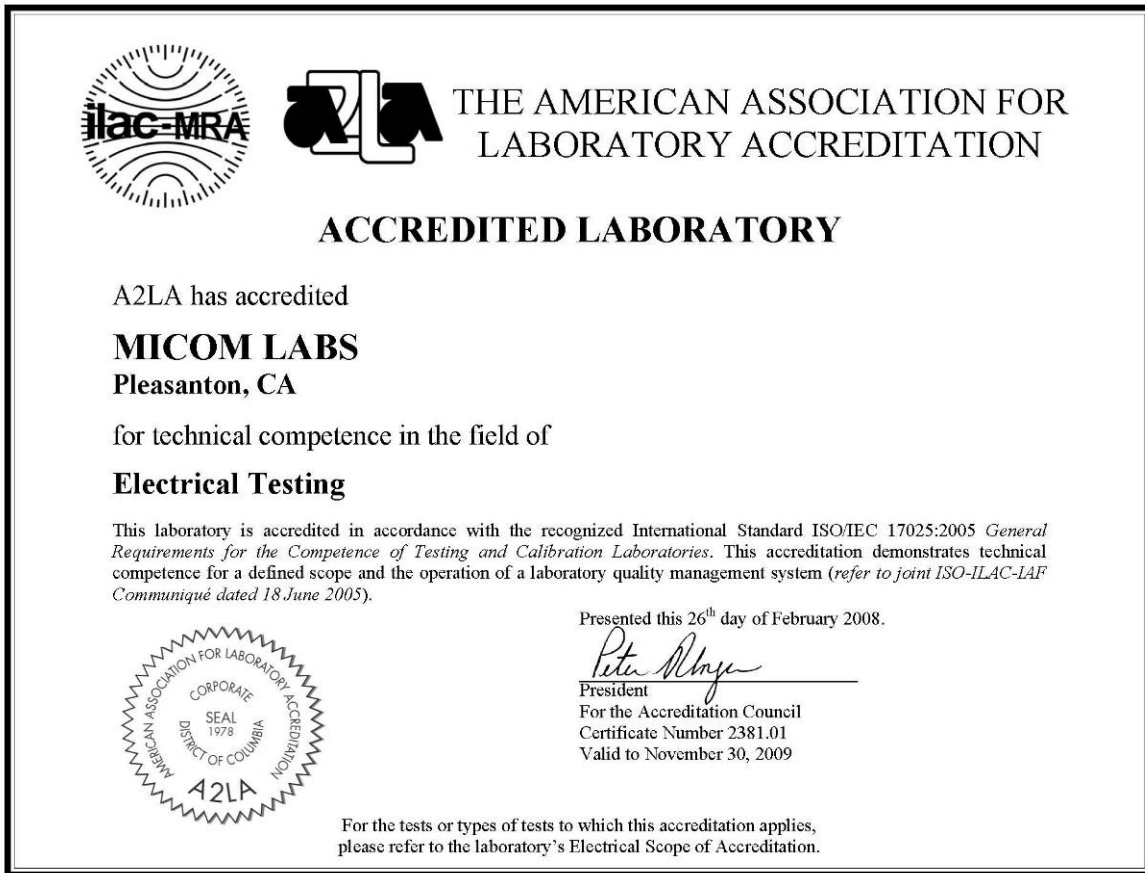 ilac-MRA
A2LA
THE AMERICAN ASSOCIATION FOR
LABORATORY ACCREDITATION
ACCREDITED LABORATORY
A2LA has accredited
MICOM LABS
Pleasanton, CA
for technical competence in the field of
Electrical Testing
This laboratory is accredited in accordance with the recognized International Standard ISO/IEC 17025:2005 General
Requirements for the Competence of Testing and Calibration Laboratories. This accreditation demonstrates technical
competence for a defined scope and the operation of a laboratory quality management system (refer to joint ISO-ILAC-IAF
Communiqué dated 18 June 2005).
Presented this 26th day of February 2008.
Peter
President
For the Accreditation Council
Certificate Number 2381.01
Valid to November 30, 2009
AMERICAN ASSOCIATION FOR LABORATORY ACCREDITATION
CORPORATE
SEAL
1978
DISTRICT OF COLUMBIA
A2LA
For the tests or types of tests to which this accreditation applies,
please refer to the laboratory's Electrical Scope of Accreditation.